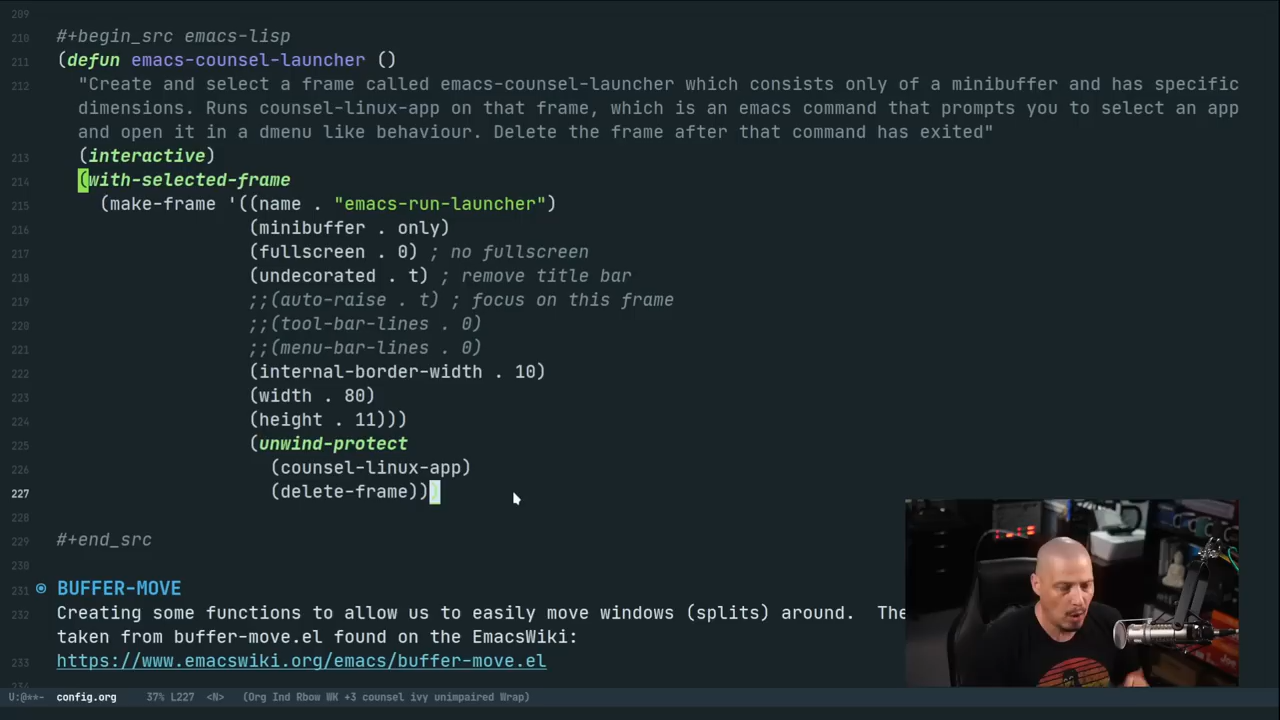 209
210 #+begin_src emacs-lisp
211 (defun emacs-counsel-launcher ()
212 "Create and select a frame called emacs-counsel-launcher which consists only of a minibuffer and has specific
dimensions. Runs counsel-linux-app on that frame, which is an emacs command that prompts you to select an app
and open it in a dmenu like behaviour. Delete the frame after that command has exited"
213 (interactive)
214 (with-selected-frame
215 (make-frame '((name . "emacs-run-launcher")
216 (minibuffer . only)
217 (fullscreen . 0) ; no fullscreen
218 (undecorated . t) ; remove title bar
219 ;;(auto-raise . t) ; focus on this frame
220 ;;(tool-bar-lines . 0)
221 ;;(menu-bar-lines . 0)
222 (internal-border-width . 10)
223 (width . 80)
224 (height . 11)))
225 (unwind-protect
226 (counsel-linux-app)
227 (delete-frame)))
228
229 #+end_src
230
231 BUFFER-MOVE
232 Creating some functions to allow us to easily move windows (splits) around. The
taken from buffer-move.el found on the EmacsWiki:
233 https://www.emacswiki.org/emacs/buffer-move.el
234
U:@**- config.org 37% L227 <N> (Org Ind Rbow WK +3 counsel ivy unimpaired Wrap)